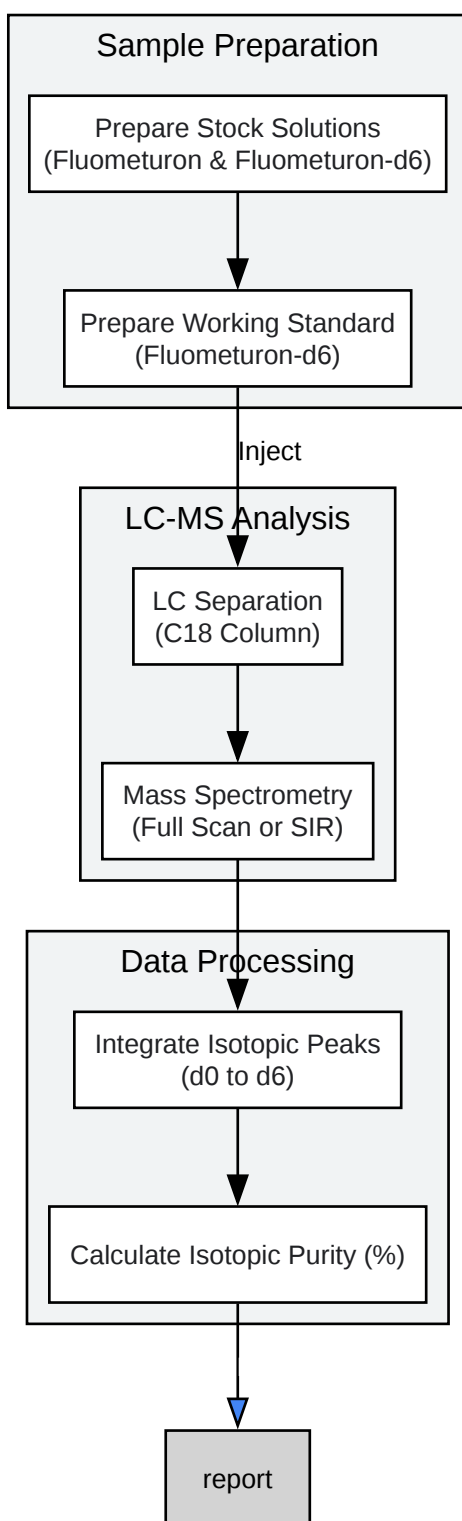 Sample Preparation
Prepare Stock Solutions
(Fluometuron & Fluometuron-d6)
Prepare Working Standard
(Fluometuron-d6)
Inject
LC-MS Analysis
LC Separation
(C18 Column)
Mass Spectrometry
(Full Scan or SIR)
Data Processing
Integrate Isotopic Peaks
(d0 to d6)
Calculate Isotopic Purity (%)
report